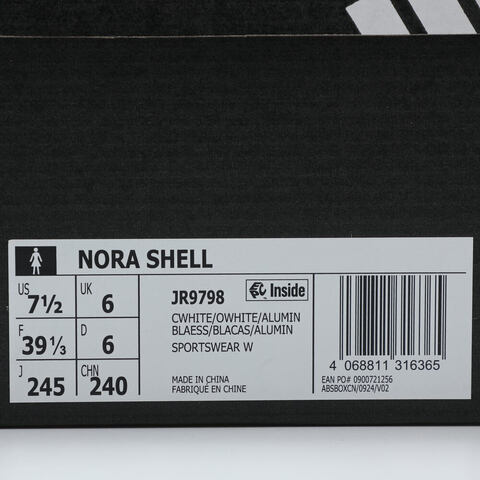 NORA SHELL
US UK
7½ 6
F D
39⅓ 6
J CHN
245 240
JR9798 Inside
CWHITE/OWHITE/ALUMIN
BLAESS/BLACAS/ALUMIN
SPORTSWEAR W
MADE IN CHINA
FABRIQUÉ EN CHINE
4 068811 316365
EAN PO# 0900721256
ABSBOXCN/0924/V02